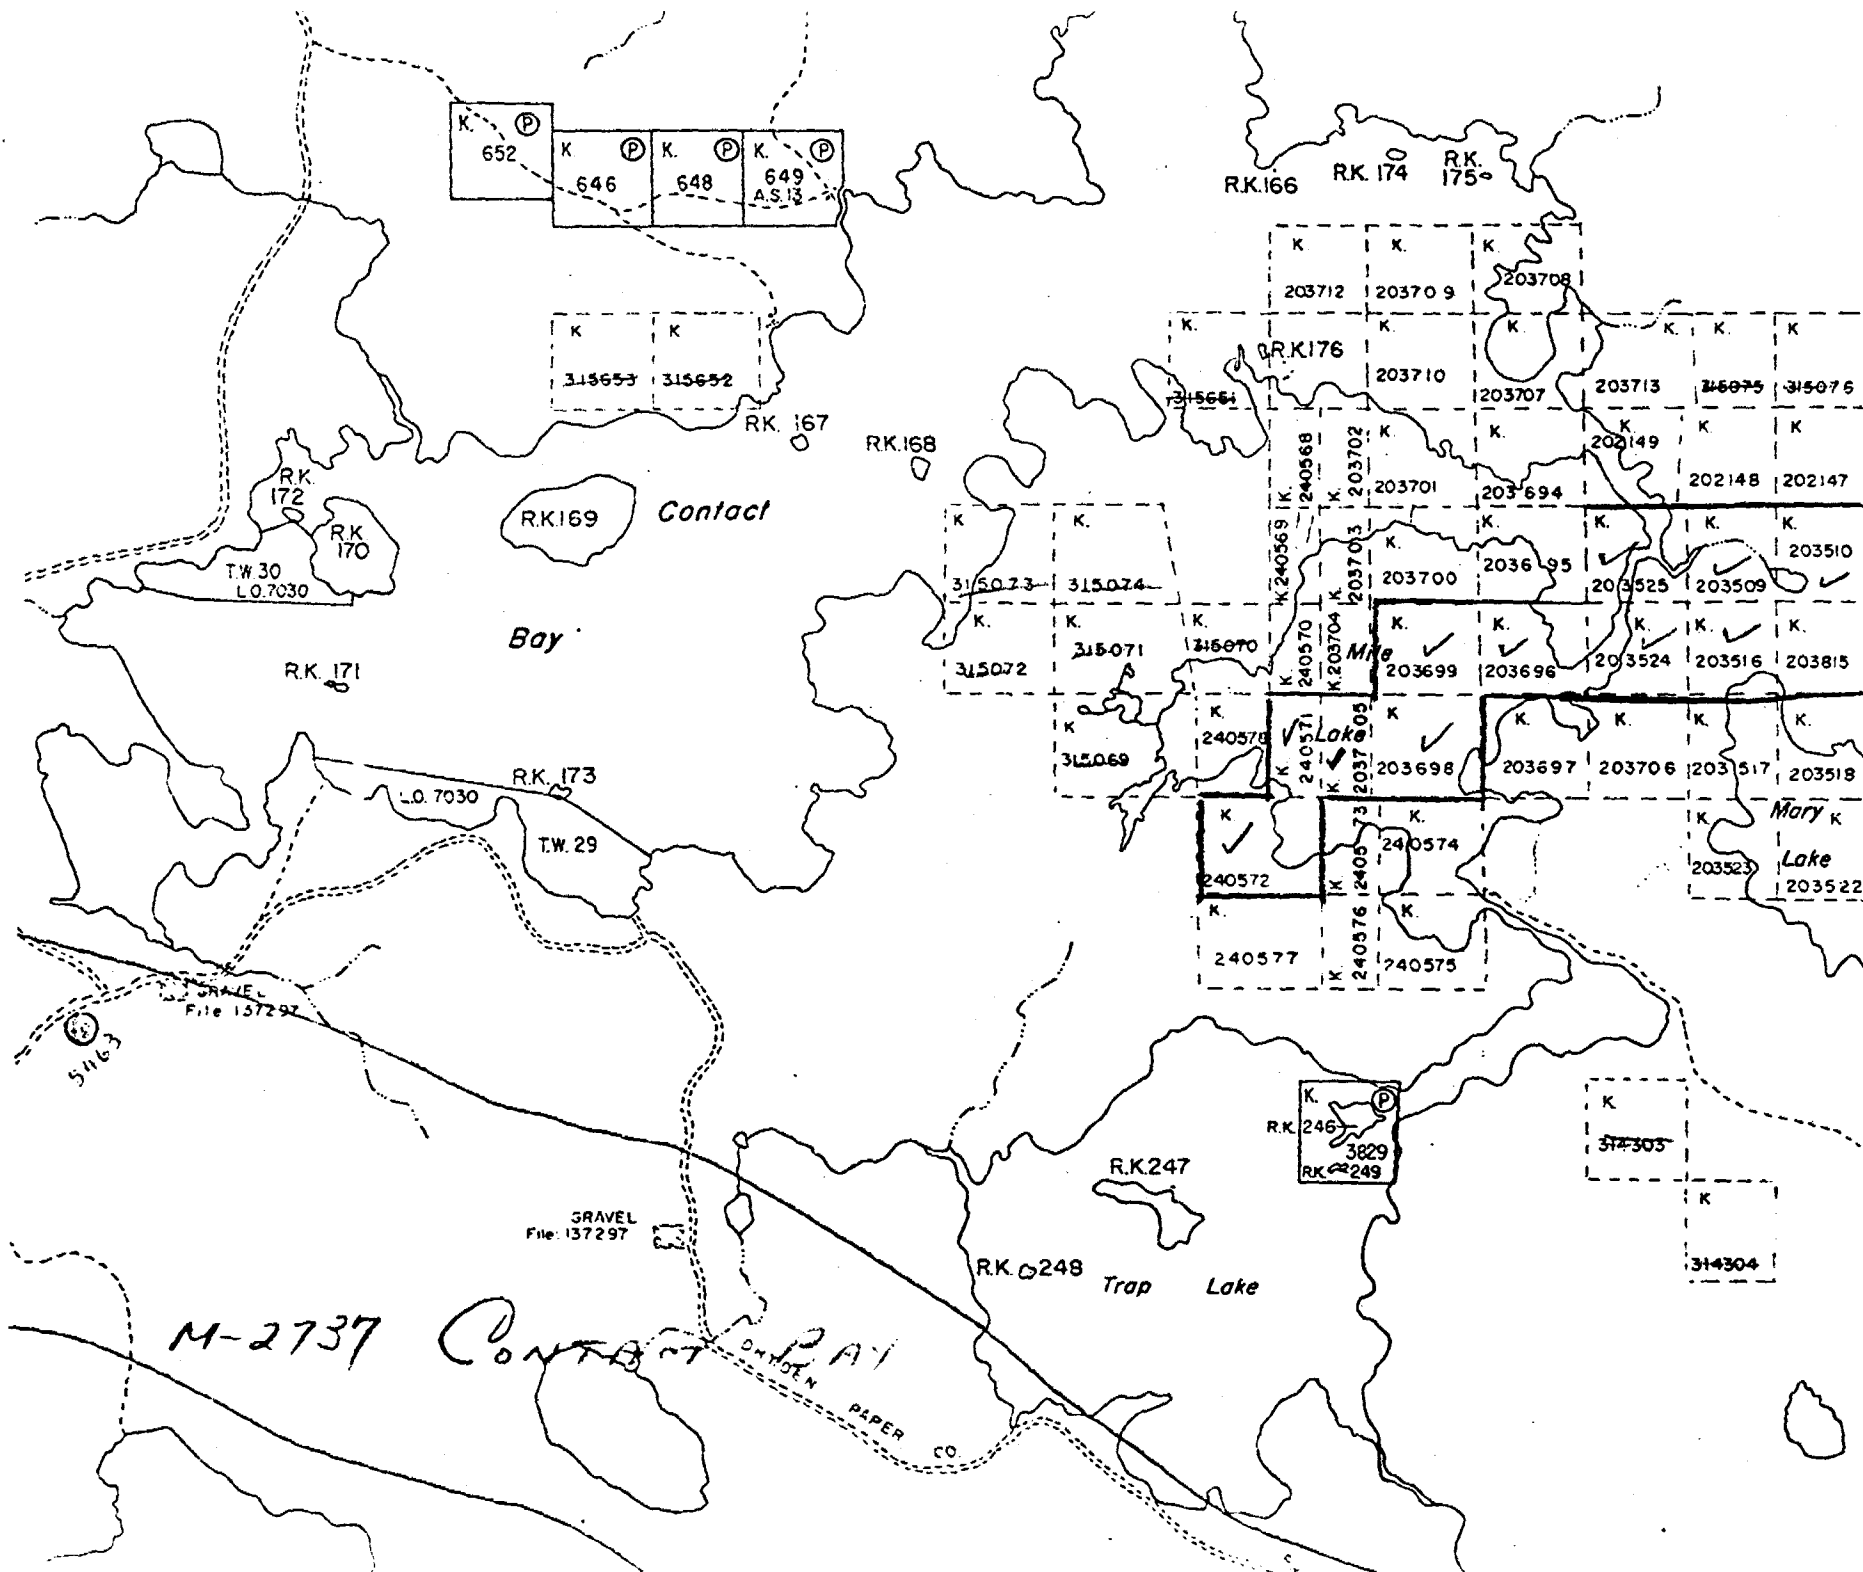 K. Ⓟ
652
K Ⓟ
646
K. Ⓟ
648
K. Ⓟ
649
A.S.13
R.K.166
R.K. 174
R.K.
175
K.
203712
K.
203709
K.
203708
K
315653
K
315652
K.
315661
R.K.176
K.
203710
K.
203707
K.
203713
K.
315075
K
315076
R.K. 167
R.K.168
K.
240568
K.
203702
K.
203701
K.
203694
K.
202149
K
202148
K
202147
R.K.
172
R.K.
170
R.K.169
Contact
K
315073
K.
315074
K.240569
K.
203703
K.
203700
K.
203695
K.
203525
K.
203509
K.
203510
T.W.30
L.O.7030
Bay
K.
315072
K.
315071
K.
315070
K.
240570
K.203704
Mile
K.
203699
K.
203696
K.
203524
K.
203516
K.
203815
R.K. 171
K
315069
K.
240578
K
240571
Lake
K.
203705
K
203698
K.
203697
K.
203706
K.
203517
K.
203518
R.K. 173
L.O. 7030
T.W. 29
K.
240572
K
240573
K.
240574
K
203523
Mary
K
Lake
203522
K.
240577
K
240576
K.
240575
GRAVEL
File 137297
5463
K.
Ⓟ
R.K. 246
3829
R.K. 249
K
314303
R.K.247
K
314304
GRAVEL
File: 137297
R.K. 248
Trap Lake
M-2737 CONTACT BAY
DRYDEN PAPER CO.